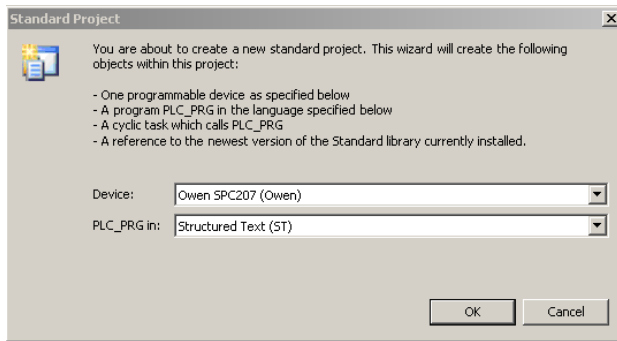 Standard Project
You are about to create a new standard project. This wizard will create the following
objects within this project:
- One programmable device as specified below
- A program PLC_PRG in the language specified below
- A cyclic task which calls PLC_PRG
- A reference to the newest version of the Standard library currently installed.
Device: Owen SPC207 (Owen)
PLC_PRG in: Structured Text (ST)
OK Cancel